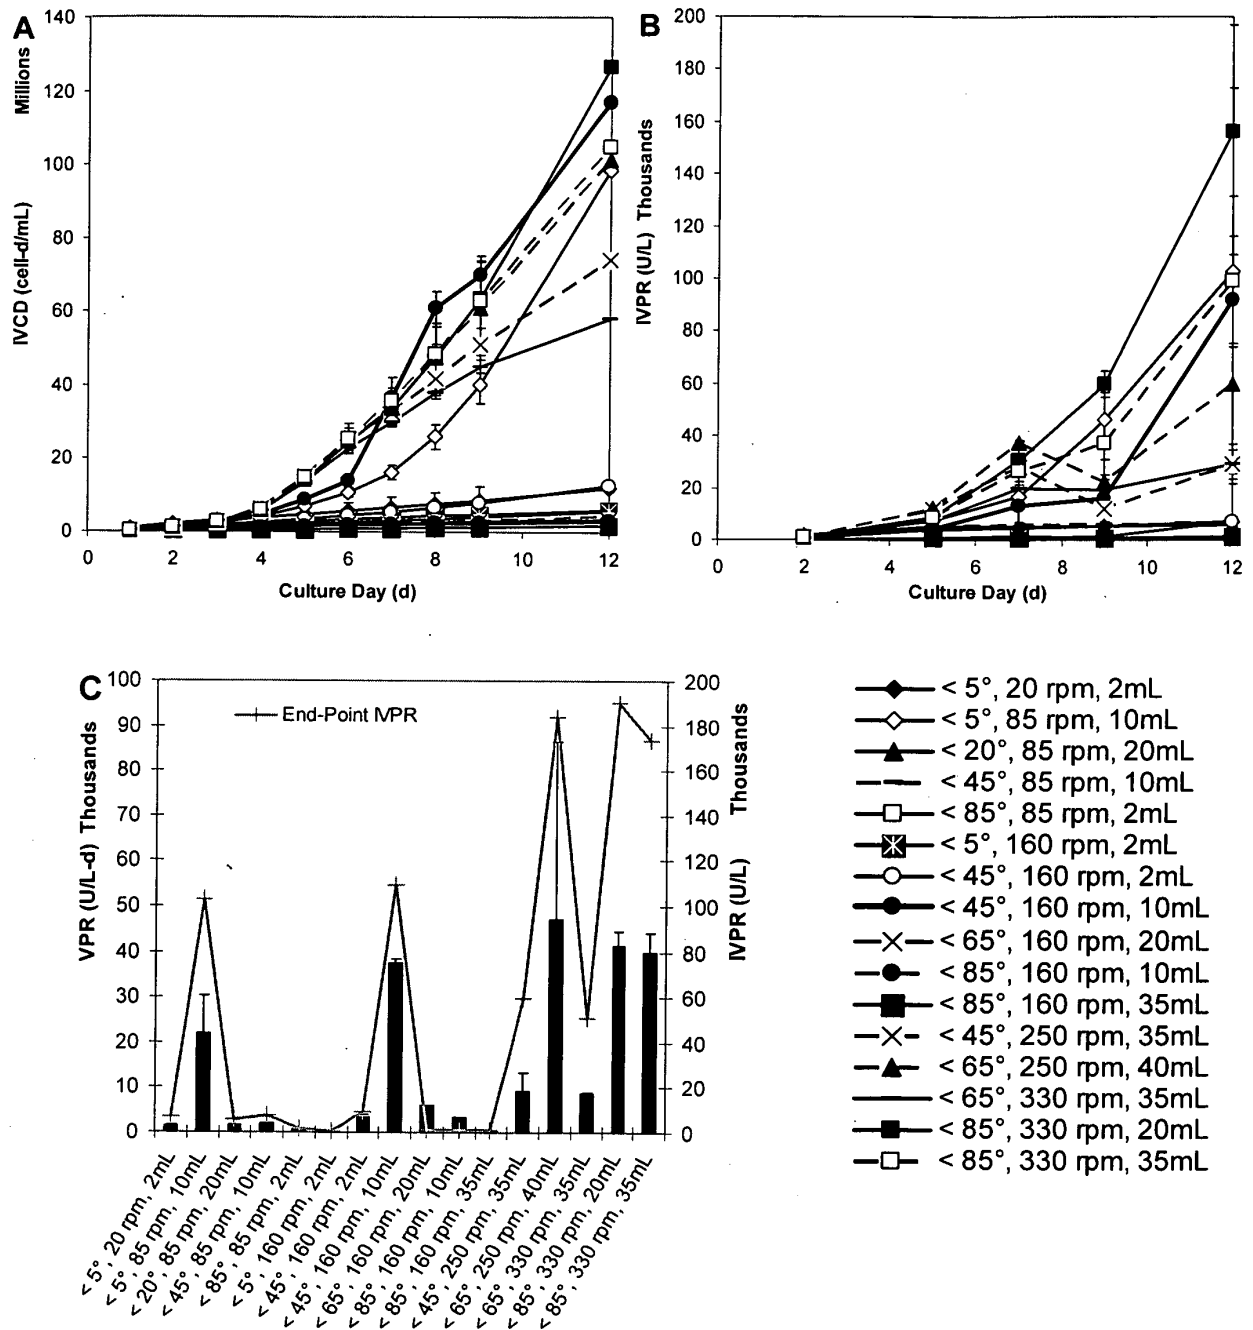 A
Millions
IVCD (cell-d/mL)
140
120
100
80
60
40
20
0
0 2 4 6 8 10 12
Culture Day (d)
B
IVPR (U/L) Thousands
200
180
160
140
120
100
80
60
40
20
0
0 2 4 6 8 10 12
Culture Day (d)
C
VPR (U/L-d) Thousands
100
90
80
70
60
50
40
30
20
10
0
End-Point IVPR
200
180
160
140
120
100
80
60
40
20
0
Thousands
IVPR (U/L)
< 5°, 20 rpm, 2mL
< 5°, 85 rpm, 10mL
< 20°, 85 rpm, 20mL
< 45°, 85 rpm, 10mL
< 85°, 85 rpm, 2mL
< 5°, 160 rpm, 2mL
< 45°, 160 rpm, 2mL
< 45°, 160 rpm, 10mL
< 65°, 160 rpm, 20mL
< 85°, 160 rpm, 10mL
< 85°, 160 rpm, 35mL
< 45°, 250 rpm, 35mL
< 65°, 250 rpm, 40mL
< 65°, 330 rpm, 35mL
< 85°, 330 rpm, 20mL
< 85°, 330 rpm, 35mL
< 5°, 20 rpm, 2mL
< 5°, 85 rpm, 10mL
< 20°, 85 rpm, 20mL
< 45°, 85 rpm, 10mL
< 85°, 85 rpm, 2mL
< 5°, 160 rpm, 2mL
< 45°, 160 rpm, 2mL
< 45°, 160 rpm, 10mL
< 65°, 160 rpm, 20mL
< 85°, 160 rpm, 10mL
< 85°, 160 rpm, 35mL
< 45°, 250 rpm, 35mL
< 65°, 250 rpm, 40mL
< 65°, 330 rpm, 35mL
< 85°, 330 rpm, 20mL
< 85°, 330 rpm, 35mL